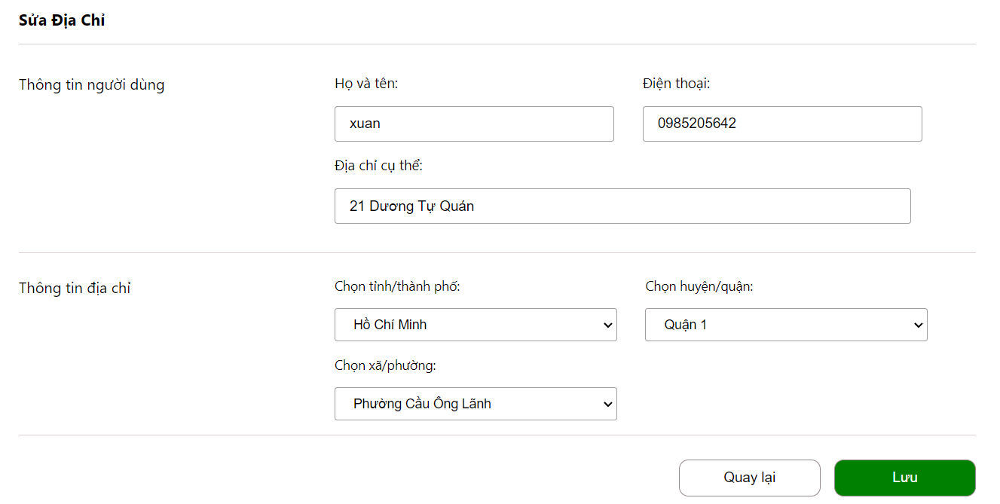 Sửa Địa Chỉ
Thông tin người dùng
Họ và tên:
Điện thoại:
xuan
0985205642
Địa chỉ cụ thể:
21 Dương Tự Quán
Thông tin địa chỉ
Chọn tỉnh/thành phố:
Chọn huyện/quận:
Hồ Chí Minh
Quận 1
Chọn xã/phường:
Phường Cầu Ông Lãnh
Quay lại
Lưu